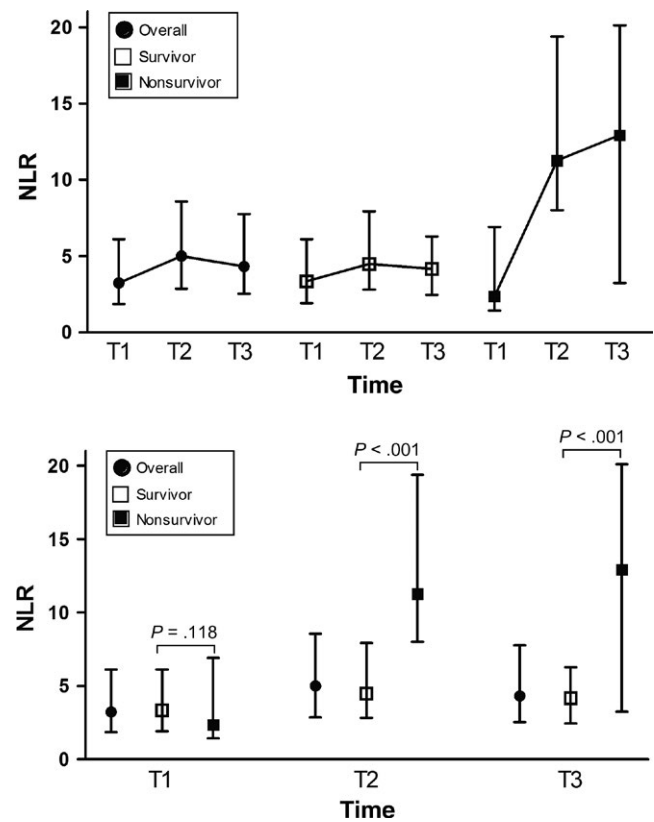 20
15
10
5
0
NLR
Overall
Survivor
Nonsurvivor
T1 T2 T3 T1 T2 T3 T1 T2 T3
Time
20
15
10
5
0
NLR
Overall
Survivor
Nonsurvivor
P = .118
P < .001
P < .001
T1 T2 T3
Time